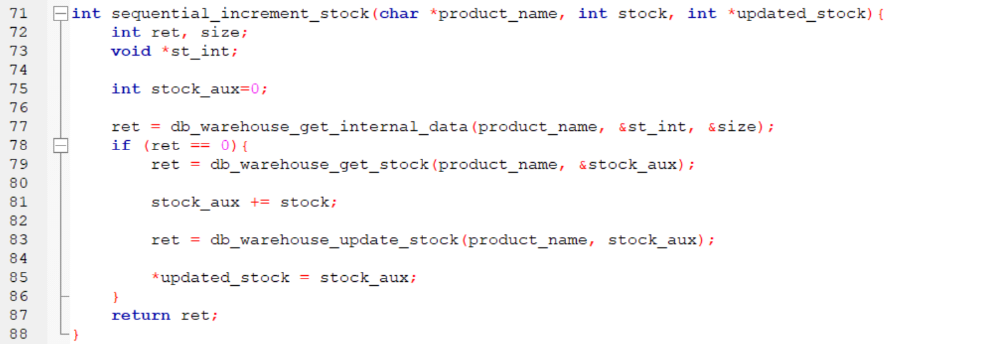 71 int sequential_increment_stock(char *product_name, int stock, int *updated_stock){
72     int ret, size;
73     void *st_int;
74
75     int stock_aux=0;
76
77     ret = db_warehouse_get_internal_data(product_name, &st_int, &size);
78     if (ret == 0){
79         ret = db_warehouse_get_stock(product_name, &stock_aux);
80
81         stock_aux += stock;
82
83         ret = db_warehouse_update_stock(product_name, stock_aux);
84
85         *updated_stock = stock_aux;
86     }
87     return ret;
88 }